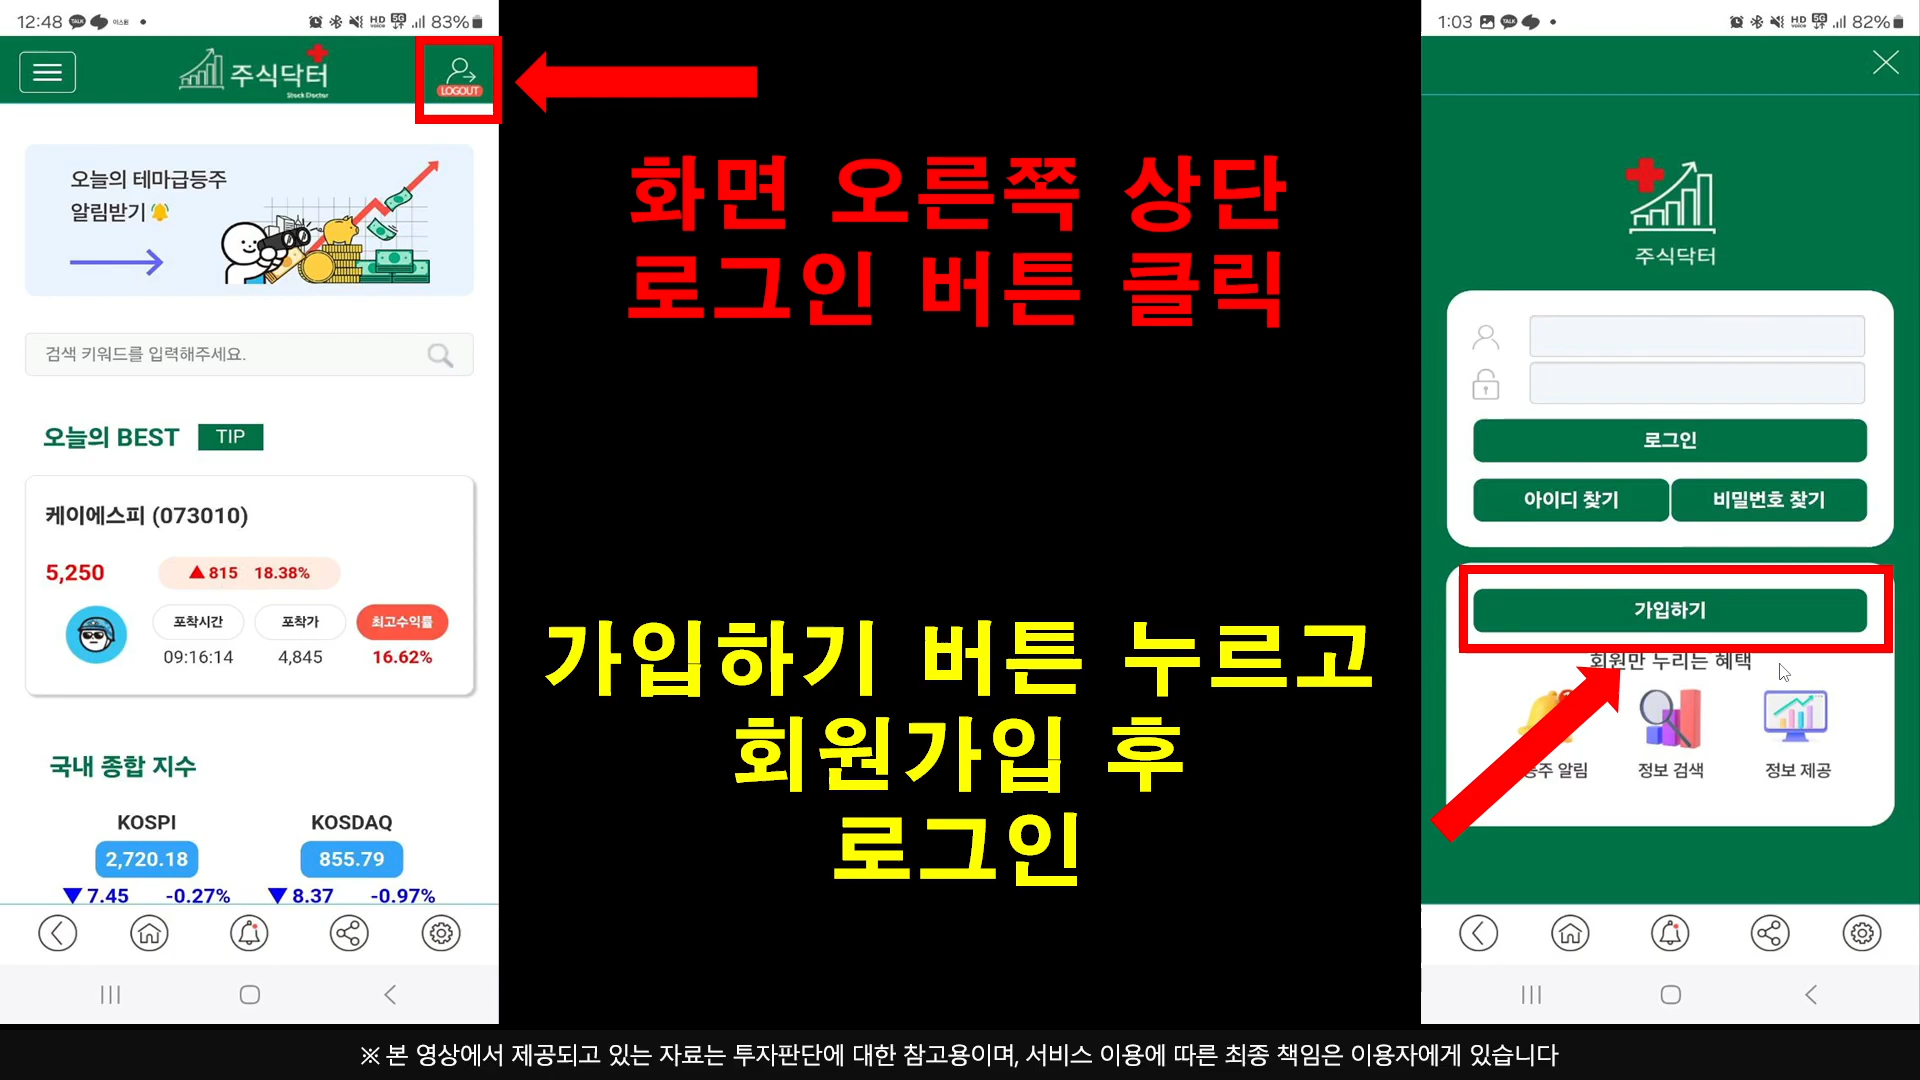 12:48
83%
주식닥터
Stock Doctor
LOGOUT
오늘의 테마급등주
알림받기
검색 키워드를 입력해주세요.
오늘의 BEST TIP
케이에스피 (073010)
5,250 ▲815 18.38%
포착시간 포착가 최고수익률
09:16:14 4,845 16.62%
국내 종합 지수
KOSPI KOSDAQ
2,720.18 855.79
▼7.45 -0.27% ▼8.37 -0.97%
화면 오른쪽 상단
로그인 버튼 클릭
가입하기 버튼 누르고
회원가입 후
로그인
1:03
82%
주식닥터
로그인
아이디 찾기 비밀번호 찾기
가입하기
회원만 누리는 혜택
등주 알림 정보 검색 정보 제공
※ 본 영상에서 제공되고 있는 자료는 투자판단에 대한 참고용이며, 서비스 이용에 따른 최종 책임은 이용자에게 있습니다